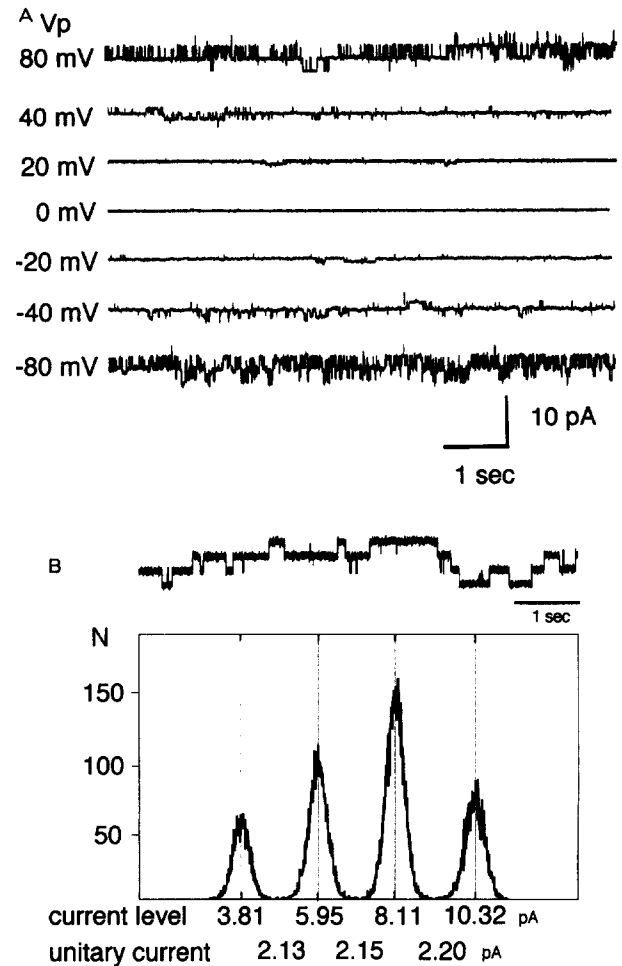 A Vp
80 mV
40 mV
20 mV
0 mV
-20 mV
-40 mV
-80 mV
10 pA
1 sec
B
1 sec
N
150
100
50
current level 3.81 5.95 8.11 10.32 pA
unitary current 2.13 2.15 2.20 pA